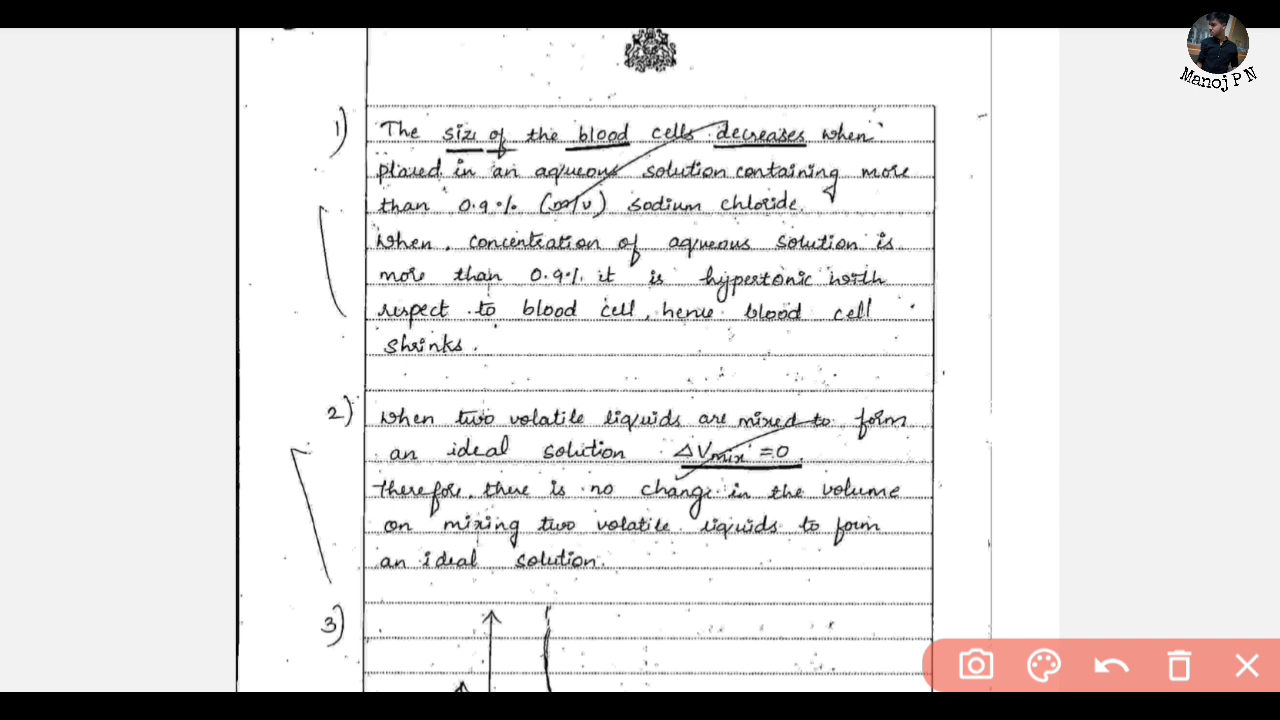 Manoj P N
1) The size of the blood cells decreases when
placed in an aqueous solution containing more
than 0.9% (m/v) sodium chloride.
When, concentration of aqueous solution is
more than 0.9% it is hypertonic with
respect to blood cell, hence blood cell
shrinks.
2) When two volatile liquids are mixed to form
an ideal solution ΔVmix = 0.
therefore, there is no change in the volume
on mixing two volatile liquids to form
an ideal solution.
3)